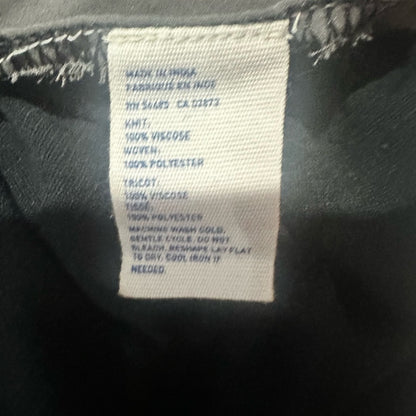 MADE IN INDIA
FABRIQUE EN INDE
RN 54485 CA 03873
KNIT:
100% VISCOSE
WOVEN:
100% POLYESTER
TRICOT:
100% VISCOSE
TISSE:
100% POLYESTER
MACHINE WASH COLD.
GENTLE CYCLE. DO NOT
BLEACH. RESHAPE LAY FLAT
TO DRY. COOL IRON IF
NEEDED.